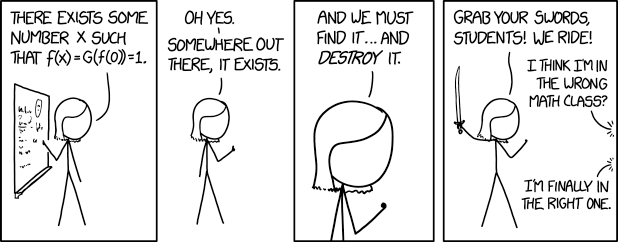 THERE EXISTS SOME
NUMBER X SUCH
THAT f(x)=G(f(0))=1.
OH YES.
SOMEWHERE OUT
THERE, IT EXISTS.
AND WE MUST
FIND IT...AND
DESTROY IT.
GRAB YOUR SWORDS,
STUDENTS! WE RIDE!
I THINK I'M IN
THE WRONG
MATH CLASS?
I'M FINALLY IN
THE RIGHT ONE.